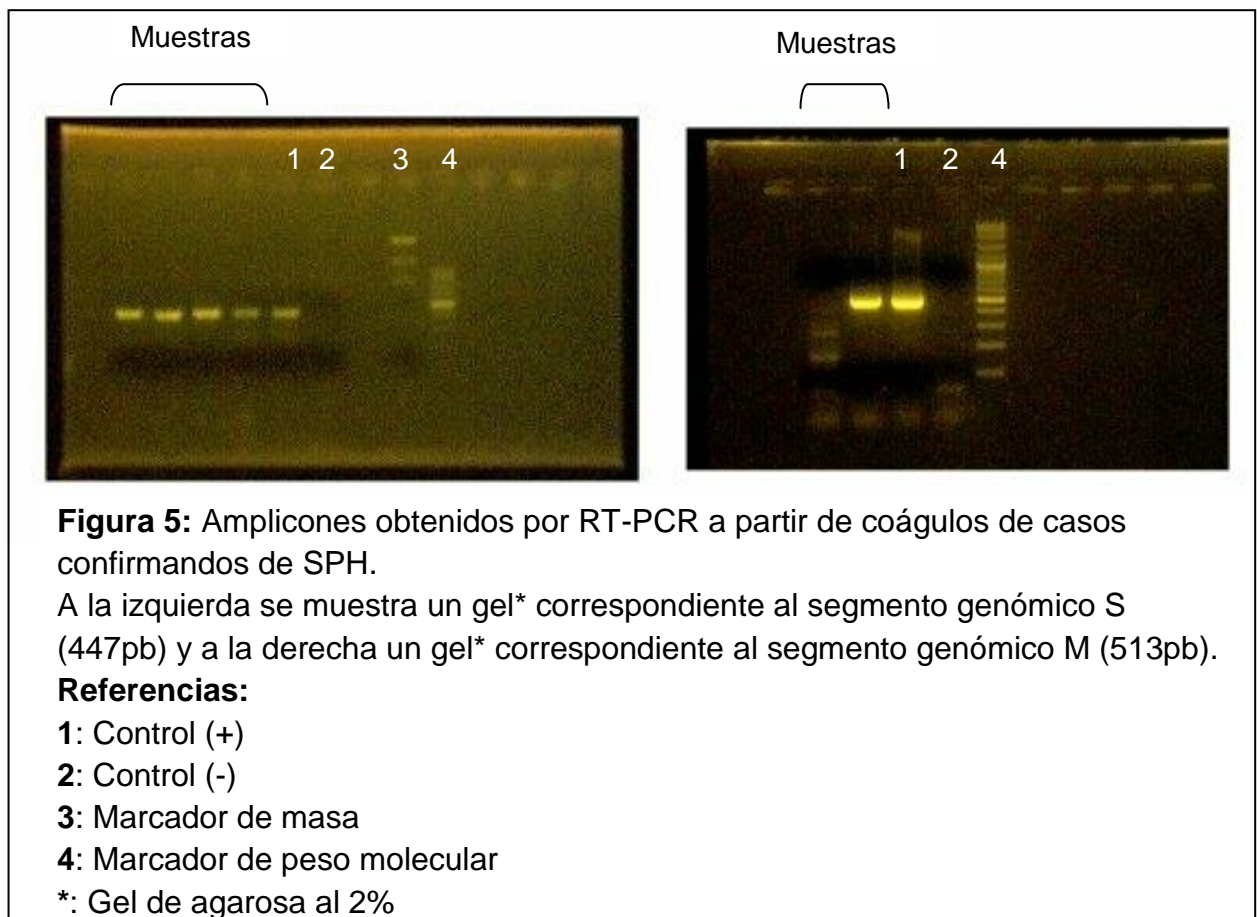 Muestras
Muestras
1 2 3 4
1 2 4
Figura 5: Amplicones obtenidos por RT-PCR a partir de coágulos de casos
confirmandos de SPH.
A la izquierda se muestra un gel* correspondiente al segmento genómico S
(447pb) y a la derecha un gel* correspondiente al segmento genómico M (513pb).
Referencias:
1: Control (+)
2: Control (-)
3: Marcador de masa
4: Marcador de peso molecular
*: Gel de agarosa al 2%